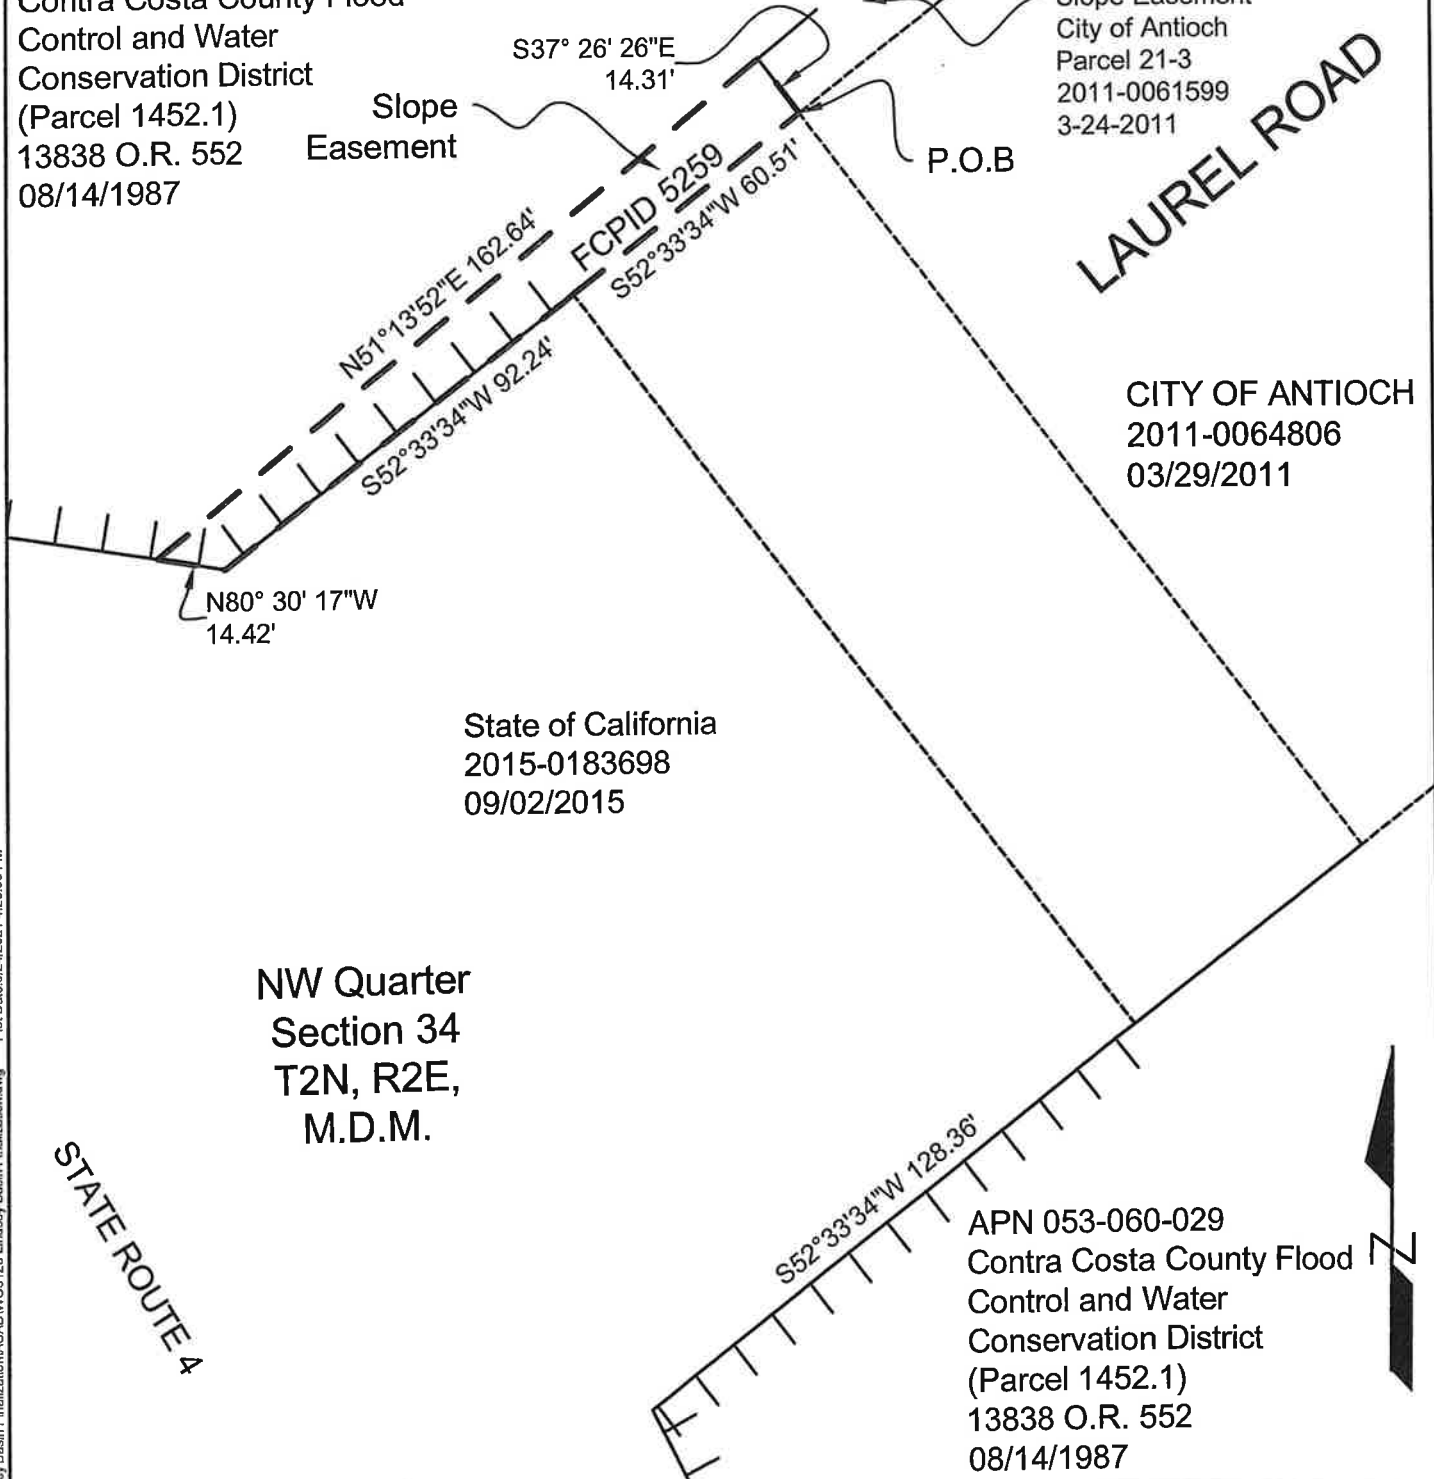 Contra Costa County Flood
Control and Water
Conservation District
(Parcel 1452.1)
13838 O.R. 552
08/14/1987
Slope
Easement
S37° 26' 26"E
14.31'
Slope Easement
City of Antioch
Parcel 21-3
2011-0061599
3-24-2011
P.O.B
LAUREL ROAD
FCPID 5259
S52°33'34"W 60.51'
N51°13'52"E 162.64'
S52°33'34"W 92.24'
CITY OF ANTIOCH
2011-0064806
03/29/2011
N80° 30' 17"W
14.42'
State of California
2015-0183698
09/02/2015
NW Quarter
Section 34
T2N, R2E,
M.D.M.
STATE ROUTE 4
S52°33'34"W 128.36'
APN 053-060-029
Contra Costa County Flood
Control and Water
Conservation District
(Parcel 1452.1)
13838 O.R. 552
08/14/1987
N